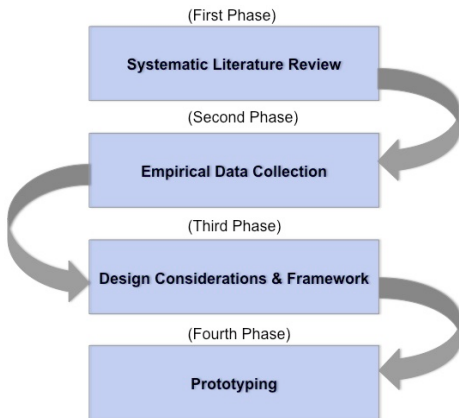 (First Phase)
Systematic Literature Review
(Second Phase)
Empirical Data Collection
(Third Phase)
Design Considerations & Framework
(Fourth Phase)
Prototyping